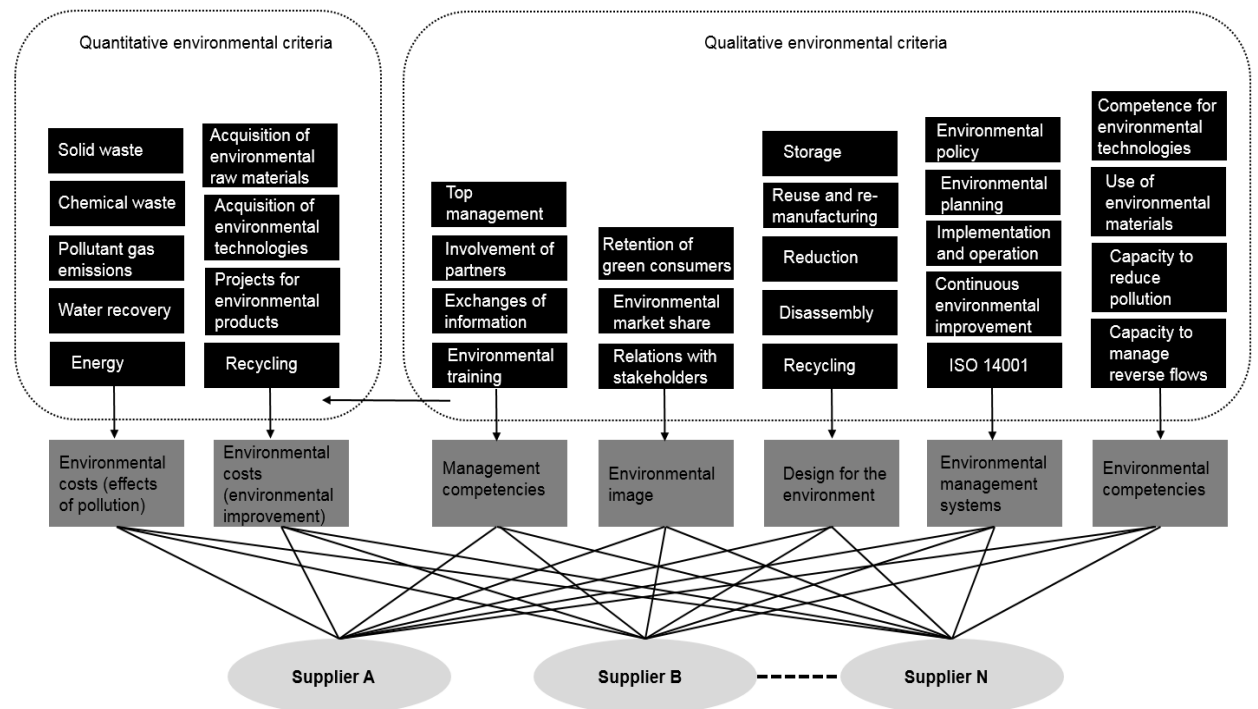 Quantitative environmental criteria
Qualitative environmental criteria
Solid waste
Chemical waste
Pollutant gas
emissions
Water recovery
Energy
Acquisition of
environmental
raw materials
Acquisition of
environmental
technologies
Projects for
environmental
products
Recycling
Top
management
Involvement of
partners
Exchanges of
information
Environmental
training
Retention of
green consumers
Environmental
market share
Relations with
stakeholders
Storage
Reuse and re-
manufacturing
Reduction
Disassembly
Recycling
Environmental
policy
Environmental
planning
Implementation
and operation
Continuous
environmental
improvement
ISO 14001
Competence for
environmental
technologies
Use of
environmental
materials
Capacity to
reduce
pollution
Capacity to
manage
reverse flows
Environmental
costs (effects
of pollution)
Environmental
costs
(environmental
improvement)
Management
competencies
Environmental
image
Design for the
environment
Environmental
management
systems
Environmental
competencies
Supplier A
Supplier B
Supplier N